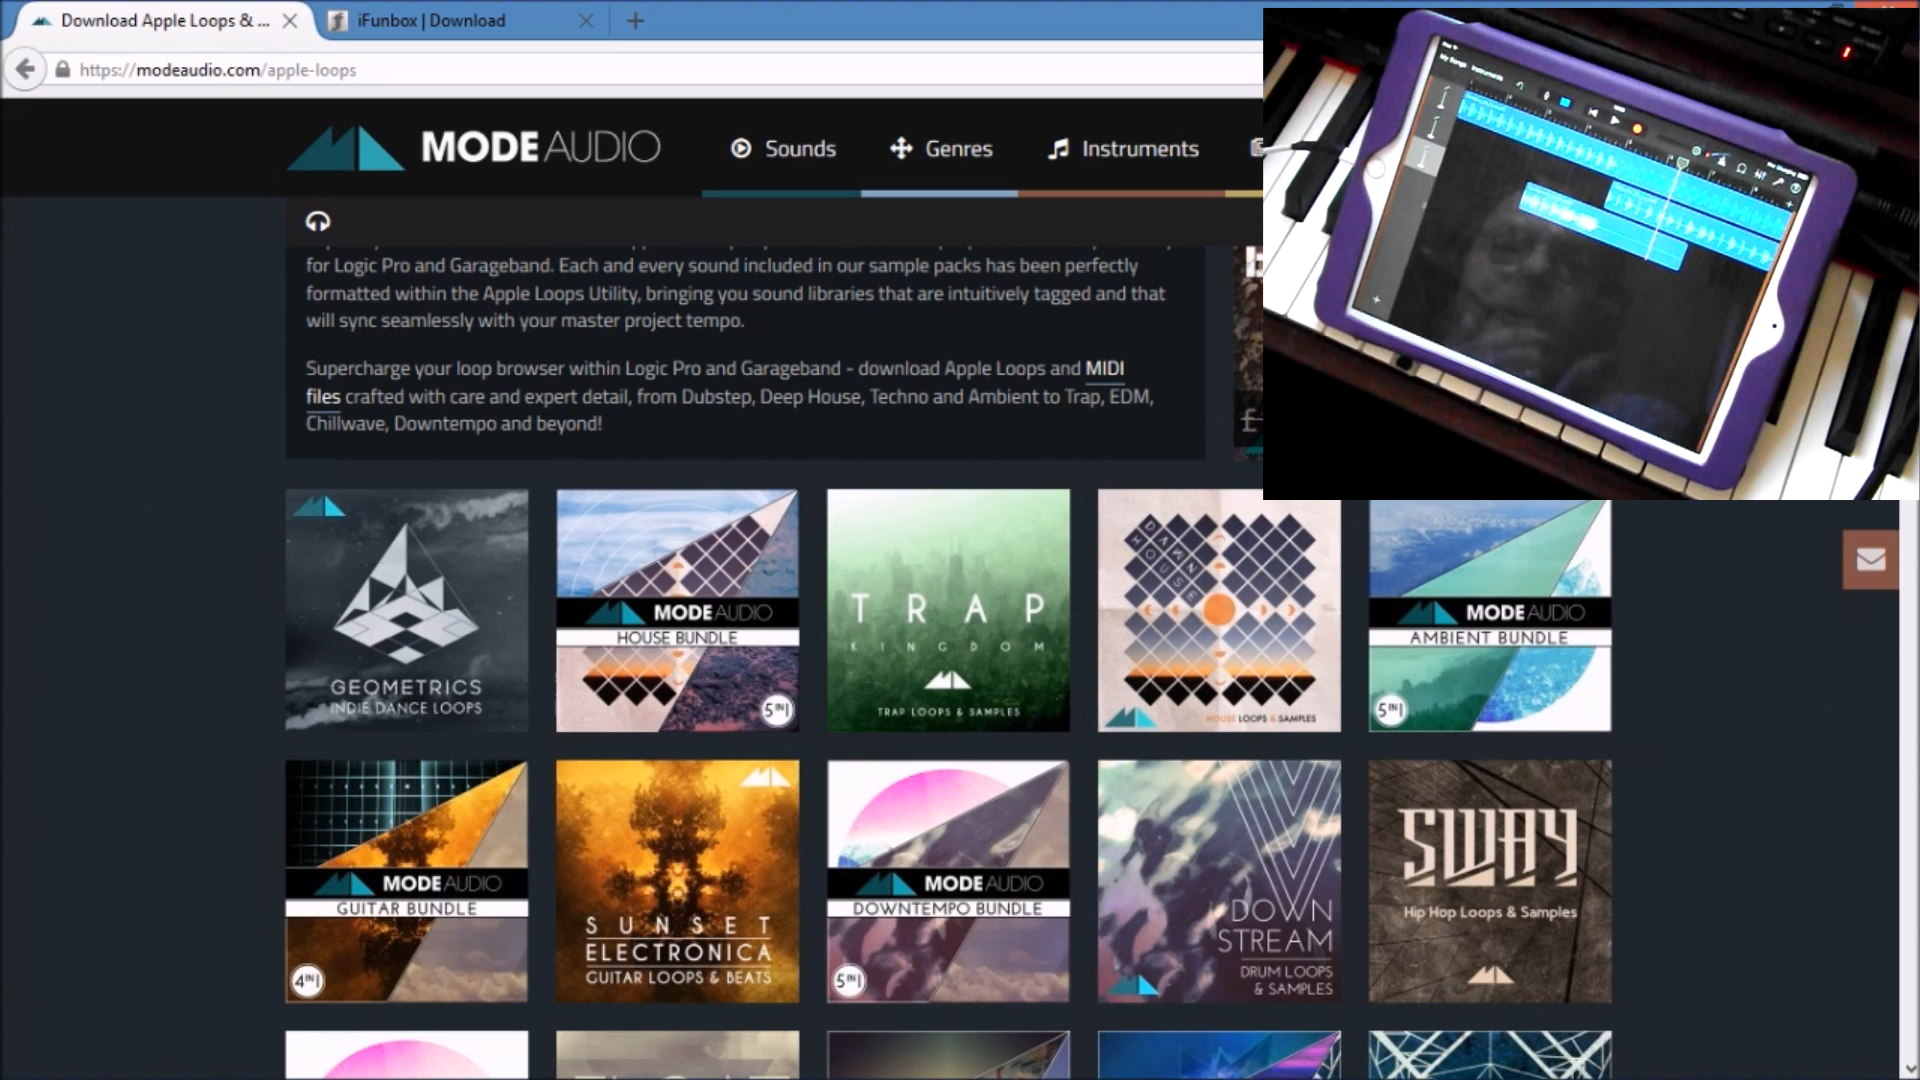 Download Apple Loops & ...
iFunbox | Download
https://modeaudio.com/apple-loops
MODEAUDIO
Sounds
Genres
Instruments
for Logic Pro and Garageband. Each and every sound included in our sample packs has been perfectly
formatted within the Apple Loops Utility, bringing you sound libraries that are intuitively tagged and that
will sync seamlessly with your master project tempo.
Supercharge your loop browser within Logic Pro and Garageband - download Apple Loops and MIDI
files crafted with care and expert detail, from Dubstep, Deep House, Techno and Ambient to Trap, EDM,
Chillwave, Downtempo and beyond!
£
My Songs Instruments
GEOMETRICS
INDIE DANCE LOOPS
MODEAUDIO
HOUSE BUNDLE
5 IN 1
TRAP
KINGDOM
TRAP LOOPS & SAMPLES
DAWN
HOUSE
HOUSE LOOPS & SAMPLES
MODEAUDIO
AMBIENT BUNDLE
5 IN 1
MODEAUDIO
GUITAR BUNDLE
4 IN 1
SUNSET
ELECTRONICA
GUITAR LOOPS & BEATS
MODEAUDIO
DOWNTEMPO BUNDLE
5 IN 1
DOWN
STREAM
DRUM LOOPS
& SAMPLES
SWAY
Hip Hop Loops & Samples